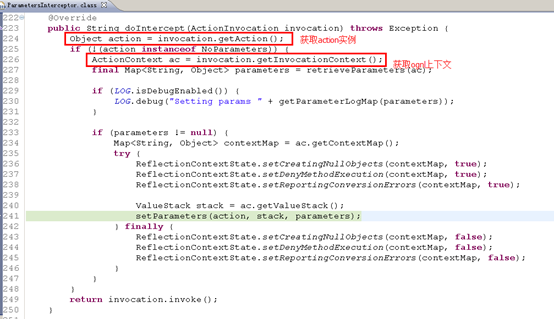 ParametersInterceptor.class
222 @Override
223 public String doIntercept(ActionInvocation invocation) throws Exception {
224 Object action = invocation.getAction(); 获取action实例
225 if (!(action instanceof NoParameters)) {
226 ActionContext ac = invocation.getInvocationContext(); 获取ognl上下文
227 final Map<String, Object> parameters = retrieveParameters(ac);
228
229 if (LOG.isDebugEnabled()) {
230 LOG.debug("Setting params " + getParameterLogMap(parameters));
231 }
232
233 if (parameters != null) {
234 Map<String, Object> contextMap = ac.getContextMap();
235 try {
236 ReflectionContextState.setCreatingNullObjects(contextMap, true);
237 ReflectionContextState.setDenyMethodExecution(contextMap, true);
238 ReflectionContextState.setReportingConversionErrors(contextMap, true);
239
240 ValueStack stack = ac.getValueStack();
241 setParameters(action, stack, parameters);
242 } finally {
243 ReflectionContextState.setCreatingNullObjects(contextMap, false);
244 ReflectionContextState.setDenyMethodExecution(contextMap, false);
245 ReflectionContextState.setReportingConversionErrors(contextMap, false);
246 }
247 }
248 }
249 return invocation.invoke();
250 }